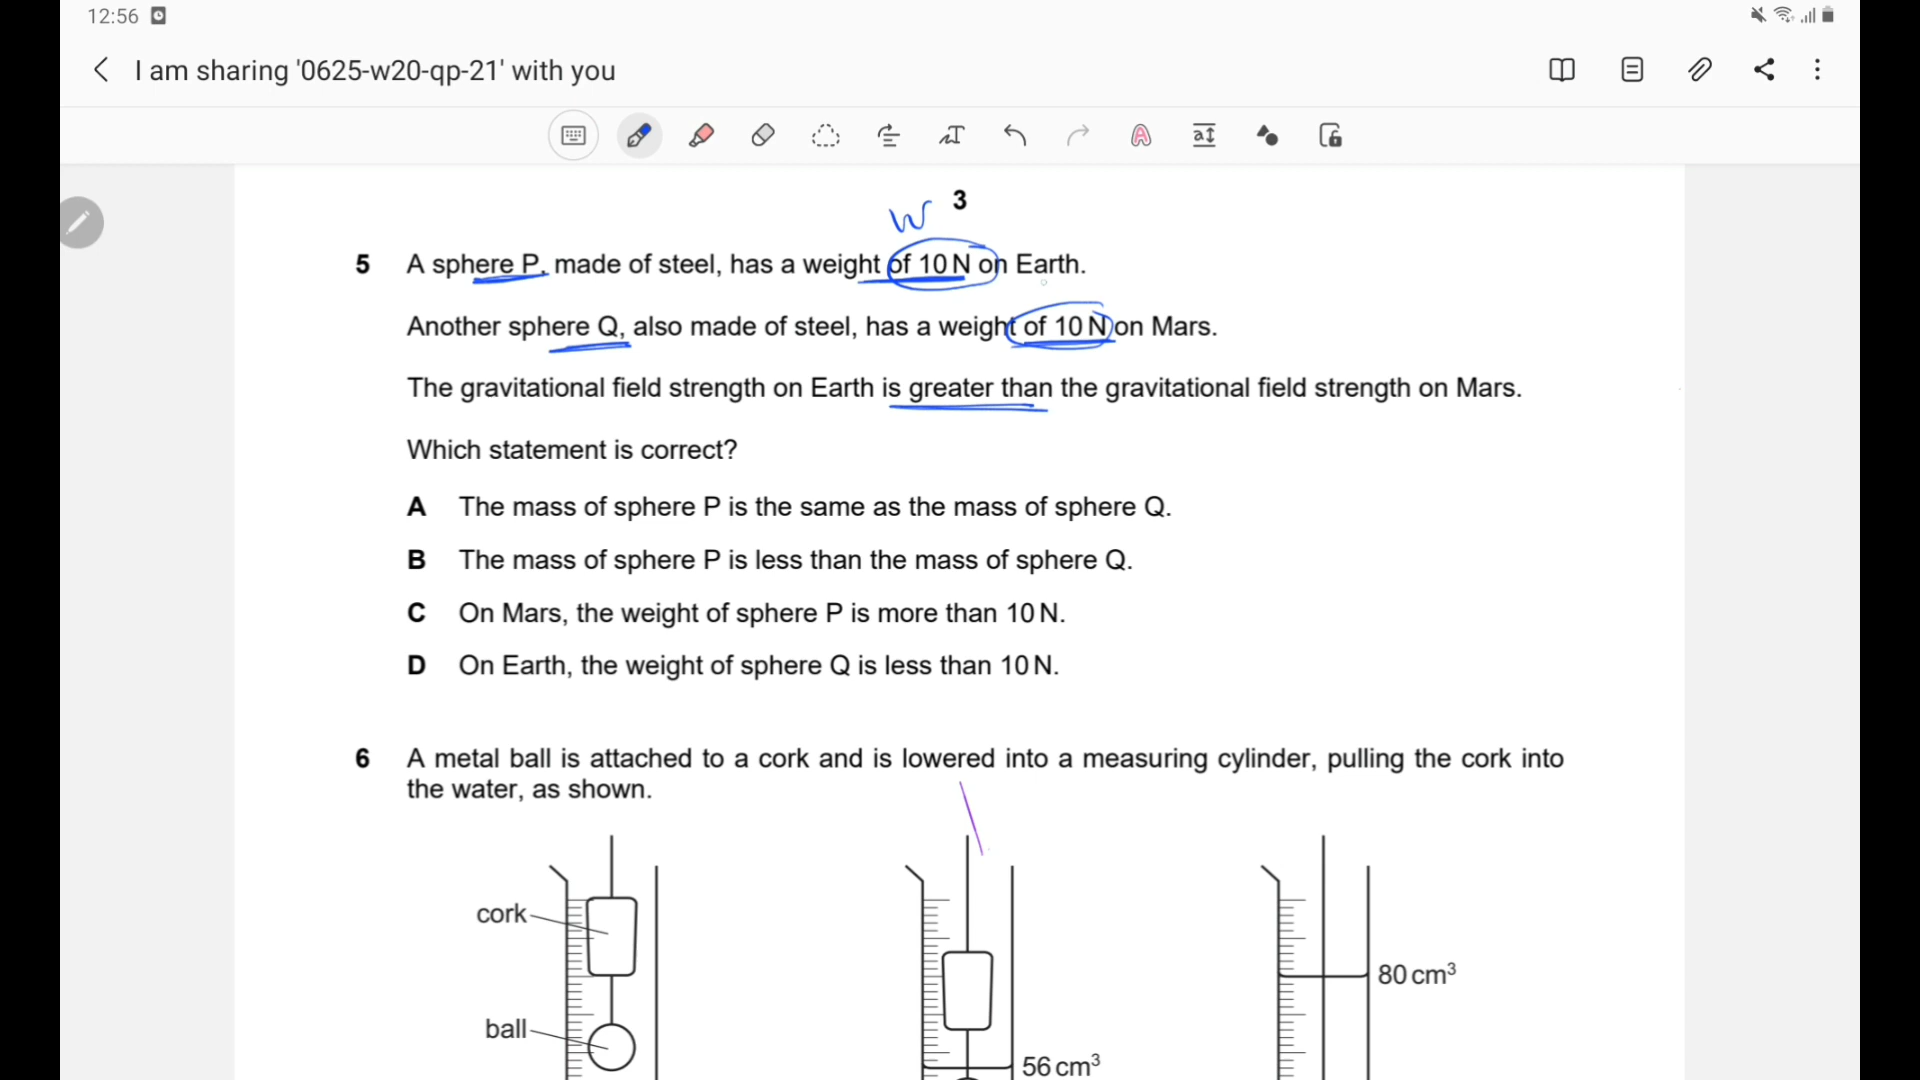 12:56
I am sharing '0625-w20-qp-21' with you
3
W
5 A sphere P, made of steel, has a weight of 10 N on Earth.
Another sphere Q, also made of steel, has a weight of 10 N on Mars.
The gravitational field strength on Earth is greater than the gravitational field strength on Mars.
Which statement is correct?
A The mass of sphere P is the same as the mass of sphere Q.
B The mass of sphere P is less than the mass of sphere Q.
C On Mars, the weight of sphere P is more than 10 N.
D On Earth, the weight of sphere Q is less than 10 N.
6 A metal ball is attached to a cork and is lowered into a measuring cylinder, pulling the cork into
the water, as shown.
cork
80 cm³
ball
56 cm³